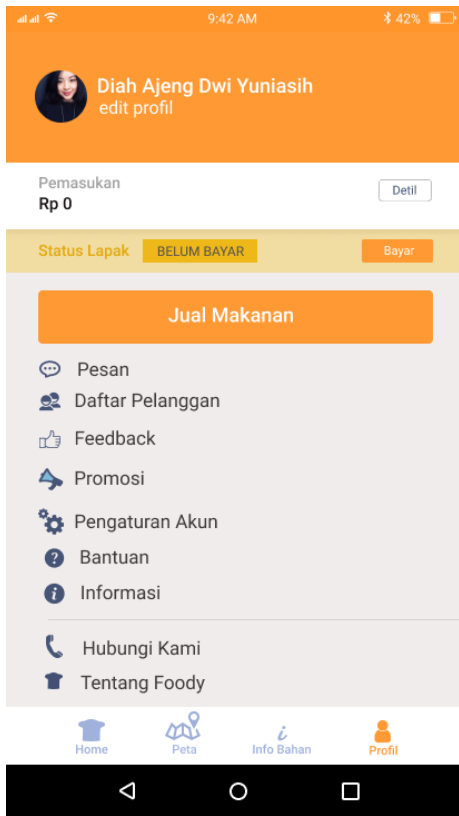 9:42 AM 42%
Diah Ajeng Dwi Yuniasih
edit profil
Pemasukan
Rp 0
Detil
Status Lapak BELUM BAYAR Bayar
Jual Makanan
Pesan
Daftar Pelanggan
Feedback
Promosi
Pengaturan Akun
Bantuan
Informasi
Hubungi Kami
Tentang Foody
Home Peta Info Bahan Profil